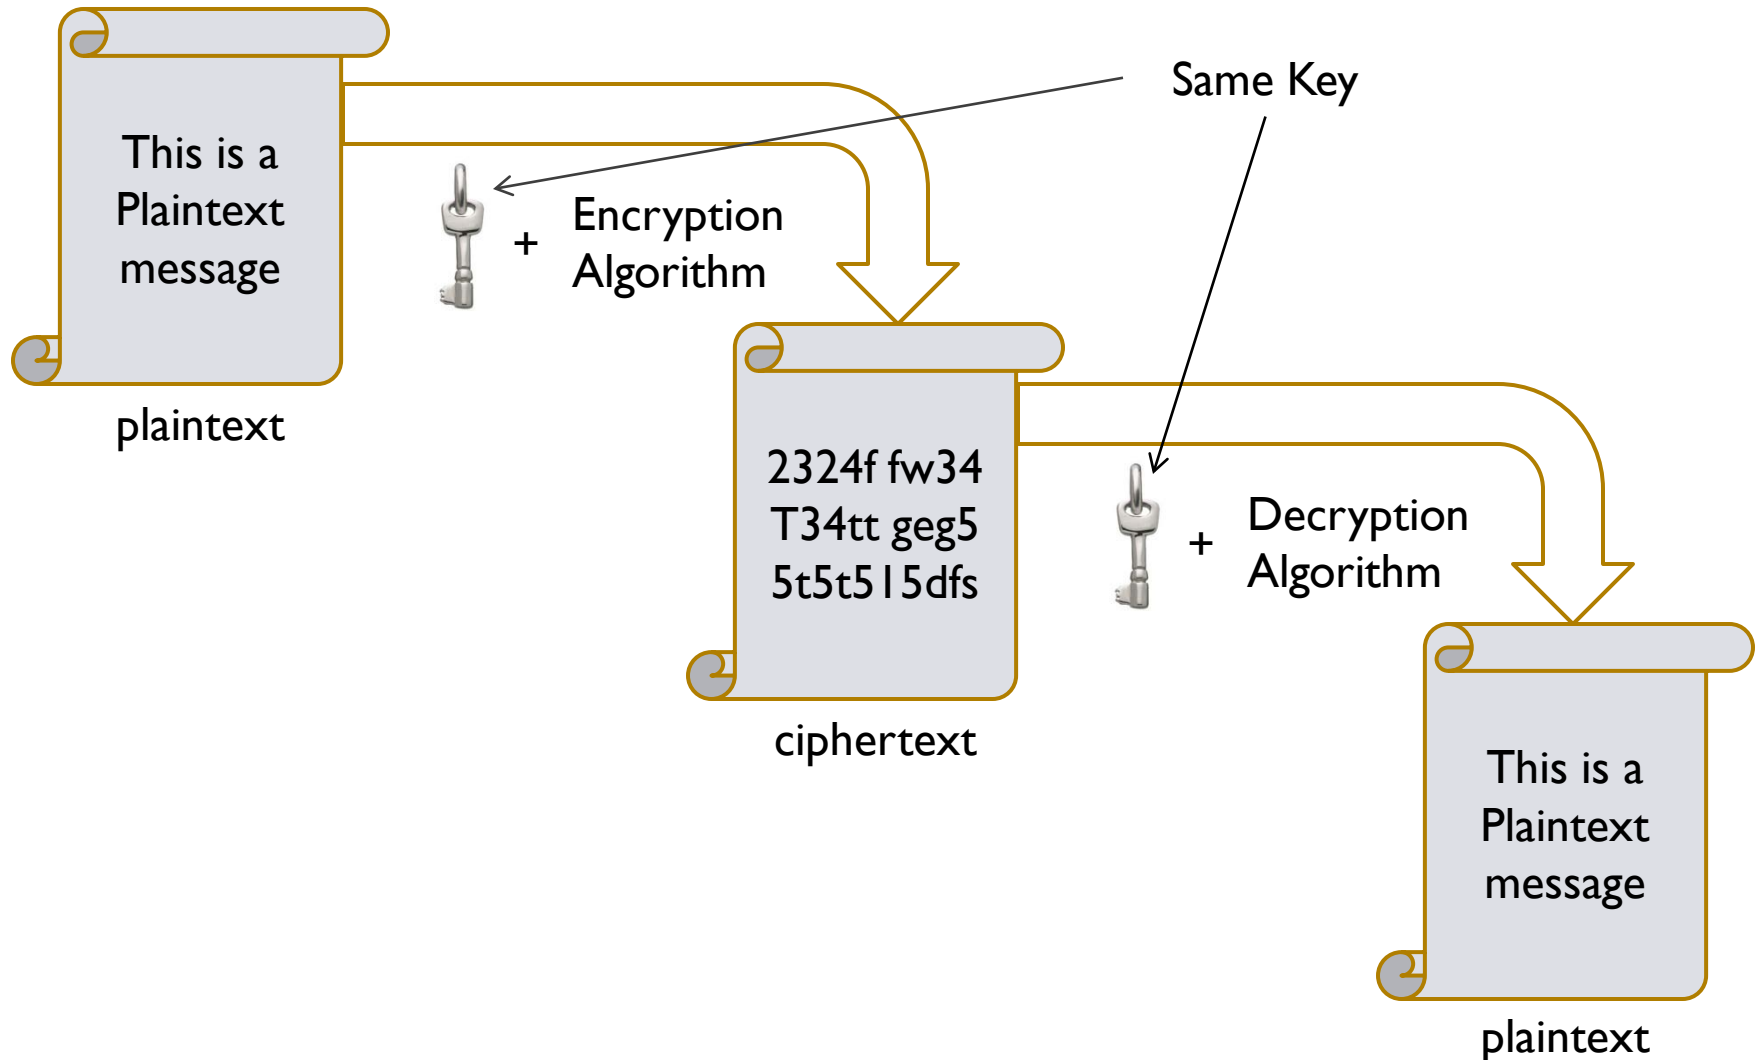 This is a
Plaintext
message
plaintext
Same Key
+
Encryption
Algorithm
2324f fw34
T34tt geg5
5t5t515dfs
ciphertext
+
Decryption
Algorithm
This is a
Plaintext
message
plaintext